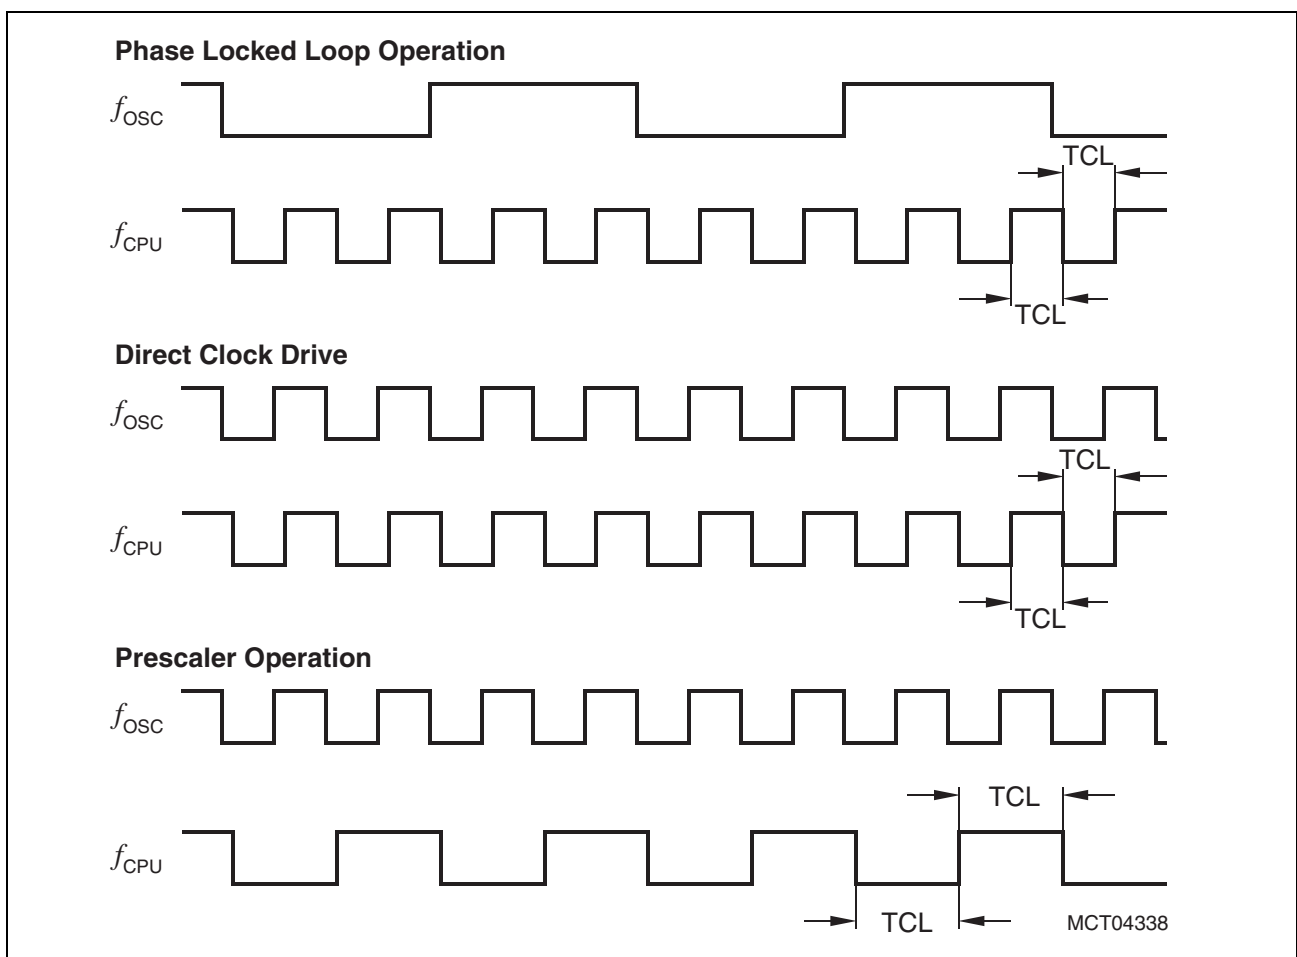 Phase Locked Loop Operation
fOSC
TCL
fCPU
TCL
Direct Clock Drive
fOSC
TCL
fCPU
TCL
Prescaler Operation
fOSC
TCL
fCPU
TCL
MCT04338